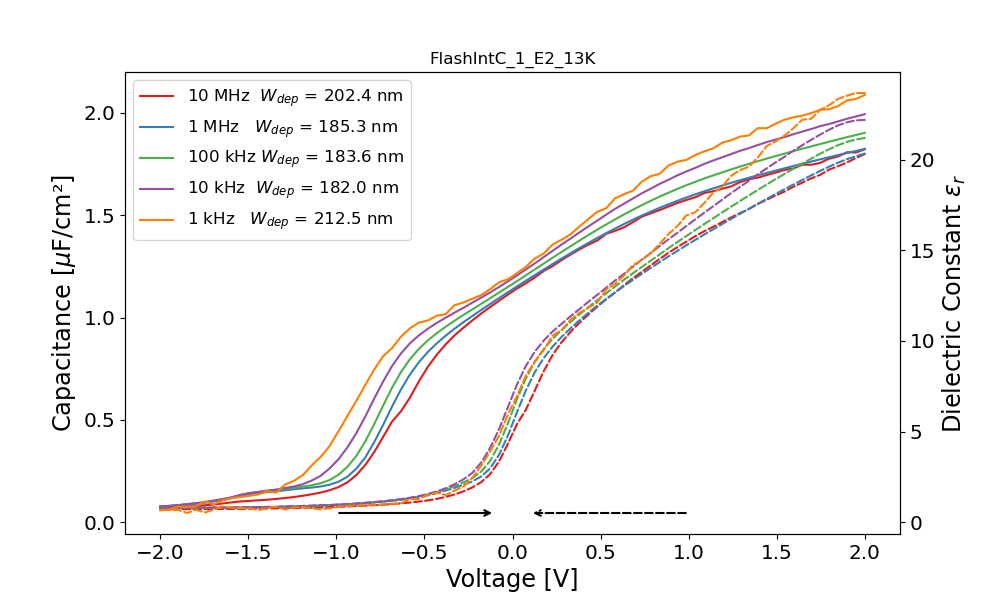 FlashIntC_1_E2_13K
10 MHz W_dep = 202.4 nm
1 MHz W_dep = 185.3 nm
100 kHz W_dep = 183.6 nm
10 kHz W_dep = 182.0 nm
1 kHz W_dep = 212.5 nm
Capacitance [μF/cm²]
2.0
1.5
1.0
0.5
0.0
20
15
10
5
0
Dielectric Constant ε_r
−2.0 −1.5 −1.0 −0.5 0.0 0.5 1.0 1.5 2.0
Voltage [V]